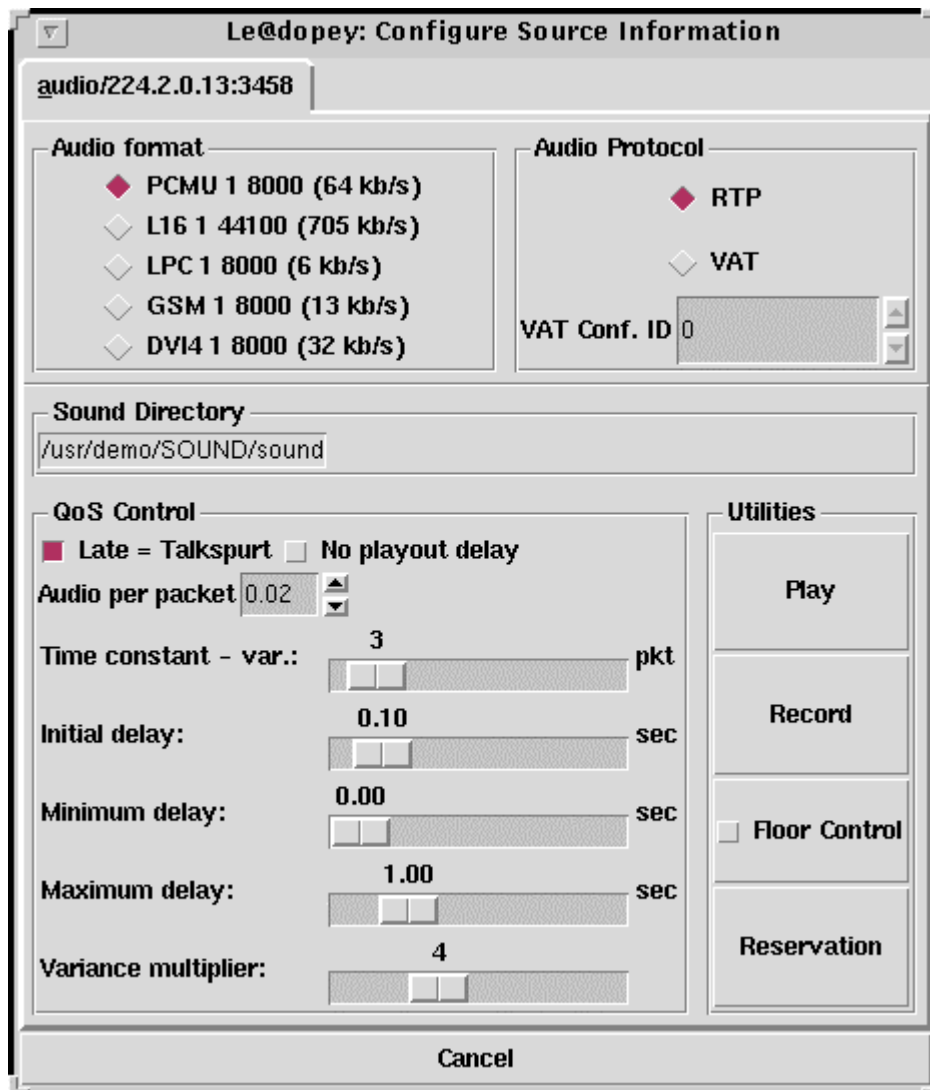 Le@dopey: Configure Source Information
audio/224.2.0.13:3458
Audio format
PCMU 1 8000 (64 kb/s)
L16 1 44100 (705 kb/s)
LPC 1 8000 (6 kb/s)
GSM 1 8000 (13 kb/s)
DVI4 1 8000 (32 kb/s)
Audio Protocol
RTP
VAT
VAT Conf. ID 0
Sound Directory
/usr/demo/SOUND/sound
QoS Control
Late = Talkspurt No playout delay
Audio per packet 0.02
3
Time constant - var.: pkt
0.10
Initial delay: sec
0.00
Minimum delay: sec
1.00
Maximum delay: sec
4
Variance multiplier:
Utilities
Play
Record
Floor Control
Reservation
Cancel